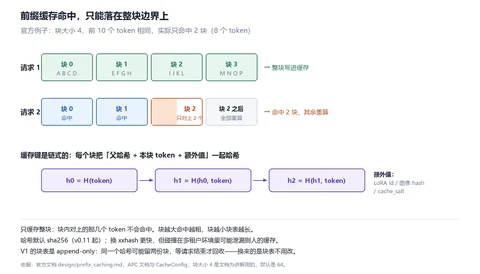 前缀缓存命中，只能落在整块边界上
官方例子：块大小 4，前 10 个 token 相同，实际只命中 2 块（8 个 token）
请求 1
块 0
A B C D
块 1
E F G H
块 2
I J K L
块 3
M N O P
→ 整块写进缓存
请求 2
块 0
命中
块 1
命中
块 2
只对上 2 个
块 2 之后
全部重算
→ 命中 2 块，其余重算
缓存键是链式的：每个块把「父哈希 + 本块 token + 额外值」一起哈希
h0 = H(token)
h1 = H(h0, token)
h2 = H(h1, token)
额外值：
LoRA id / 图像 hash
/ cache_salt
只缓存整块：块内对上的那几个 token 不会命中。块越大命中越粗，块越小块表越长。
哈希默认 sha256（v0.11 起）；换 xxhash 更快，但碰撞在多租户环境里可能泄漏别人的缓存。
V1 的块表是 append-only：同一个哈希可能留两份块，等请求结束才回收——换来的是块表不用改。
依据：官方文档 design/prefix_caching.md、APC 文档与 CacheConfig；块大小 4 是文档为讲解用的，默认是 64。